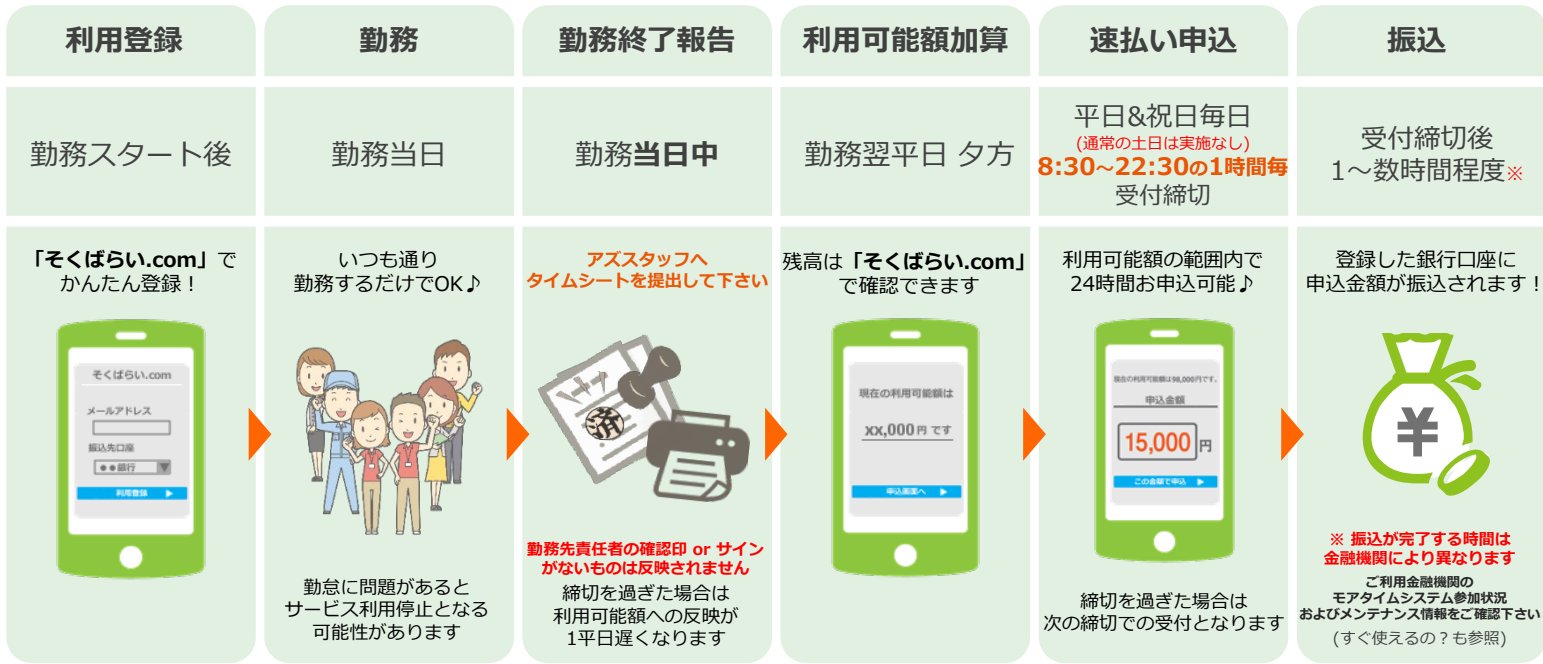 利用登録
勤務
勤務終了報告
利用可能額加算
速払い申込
振込
勤務スタート後
勤務当日
勤務当日中
勤務翌平日 夕方
平日&祝日毎日
(通常の土日は実施なし)
8:30～22:30の1時間毎
受付締切
受付締切後
1～数時間程度※
「そくばらい.com」で
かんたん登録！
そくばらい.com
メールアドレス
振込先口座
●●銀行 ▼
利用登録 ▶
いつも通り
勤務するだけでOK♪
勤怠に問題があると
サービス利用停止となる
可能性があります
アズスタッフへ
タイムシートを提出して下さい
済
勤務先責任者の確認印 or サイン
がないものは反映されません
締切を過ぎた場合は
利用可能額への反映が
1平日遅くなります
残高は「そくばらい.com」
で確認できます
現在の利用可能額は
xx,000円 です
申込画面へ ▶
利用可能額の範囲内で
24時間お申込可能♪
現在の利用可能額は98,000円です。
申込金額
15,000円
この金額で申込 ▶
締切を過ぎた場合は
次の締切での受付となります
登録した銀行口座に
申込金額が振込されます！
¥
※ 振込が完了する時間は
金融機関により異なります
ご利用金融機関の
モアタイムシステム参加状況
およびメンテナンス情報をご確認下さい
(すぐ使えるの？も参照)